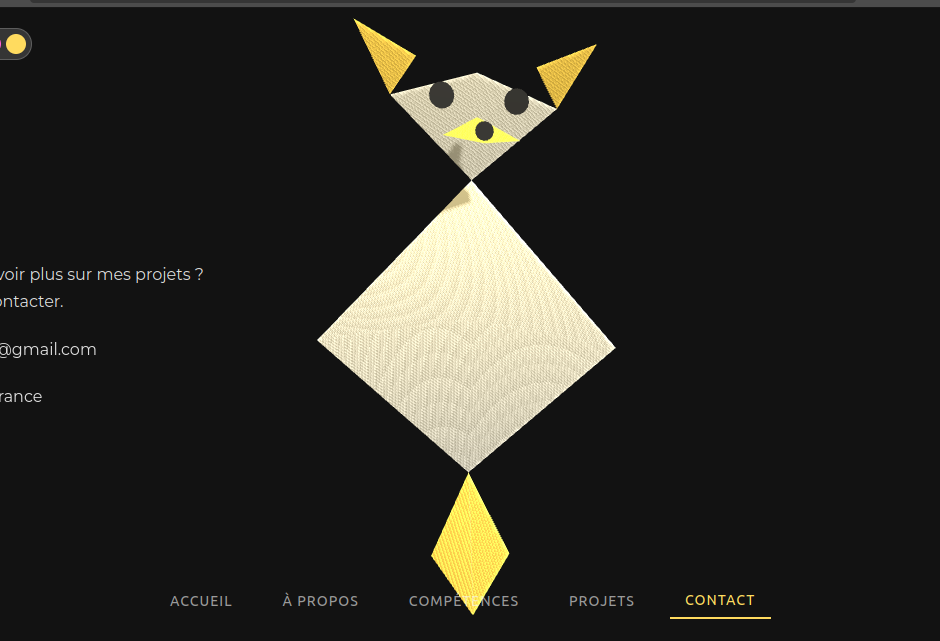 voir plus sur mes projets ?
ontacter.
@gmail.com
rance
ACCUEIL À PROPOS COMPÉTENCES PROJETS CONTACT